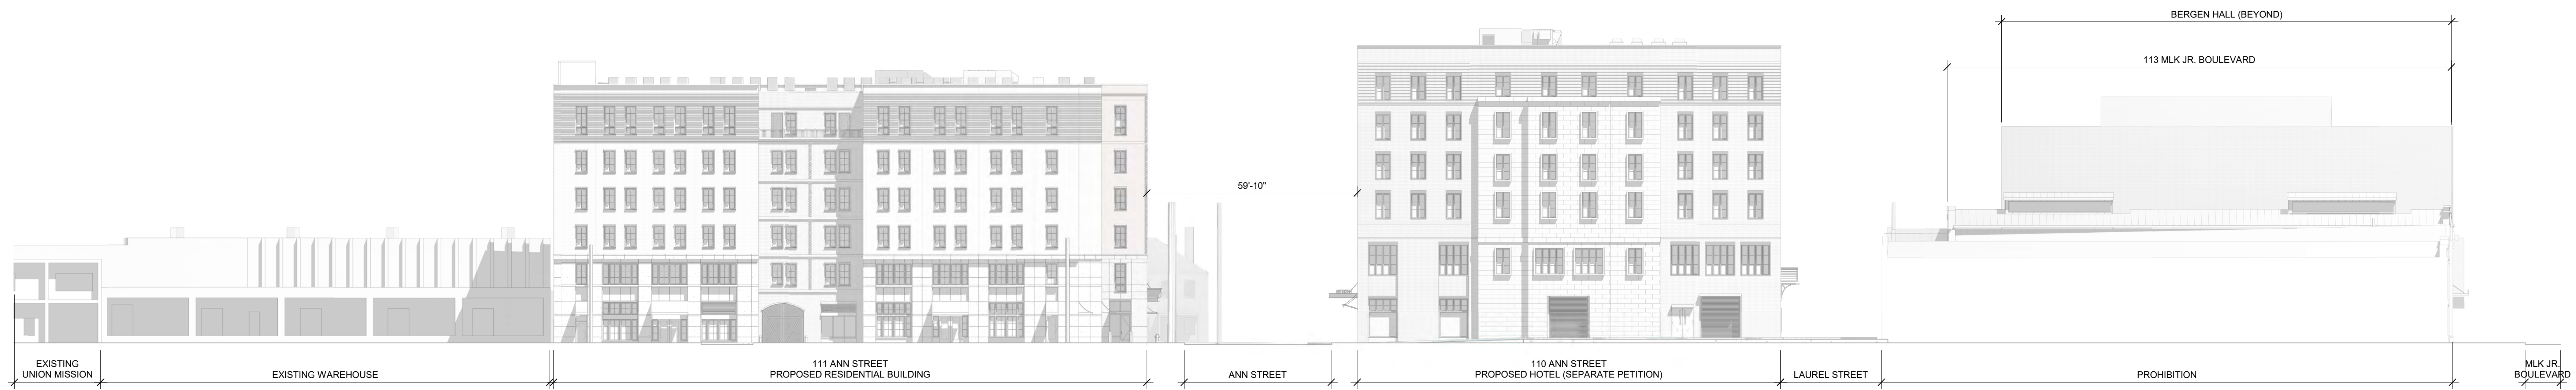 BERGEN HALL (BEYOND)
113 MLK JR. BOULEVARD
59'-10"
EXISTING
UNION MISSION
EXISTING WAREHOUSE
111 ANN STREET
PROPOSED RESIDENTIAL BUILDING
ANN STREET
110 ANN STREET
PROPOSED HOTEL (SEPARATE PETITION)
LAUREL STREET
PROHIBITION
MLK JR.
BOULEVARD